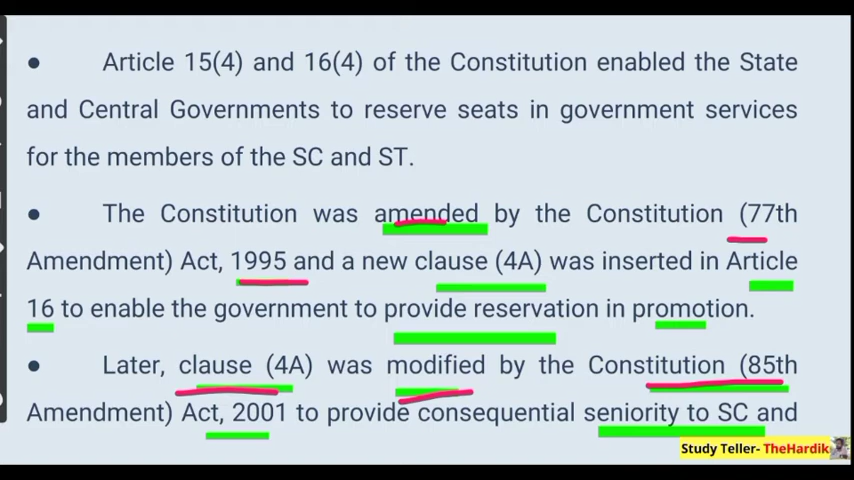 ● Article 15(4) and 16(4) of the Constitution enabled the State
and Central Governments to reserve seats in government services
for the members of the SC and ST.
● The Constitution was amended by the Constitution (77th
Amendment) Act, 1995 and a new clause (4A) was inserted in Article
16 to enable the government to provide reservation in promotion.
● Later, clause (4A) was modified by the Constitution (85th
Amendment) Act, 2001 to provide consequential seniority to SC and
Study Teller- TheHardik